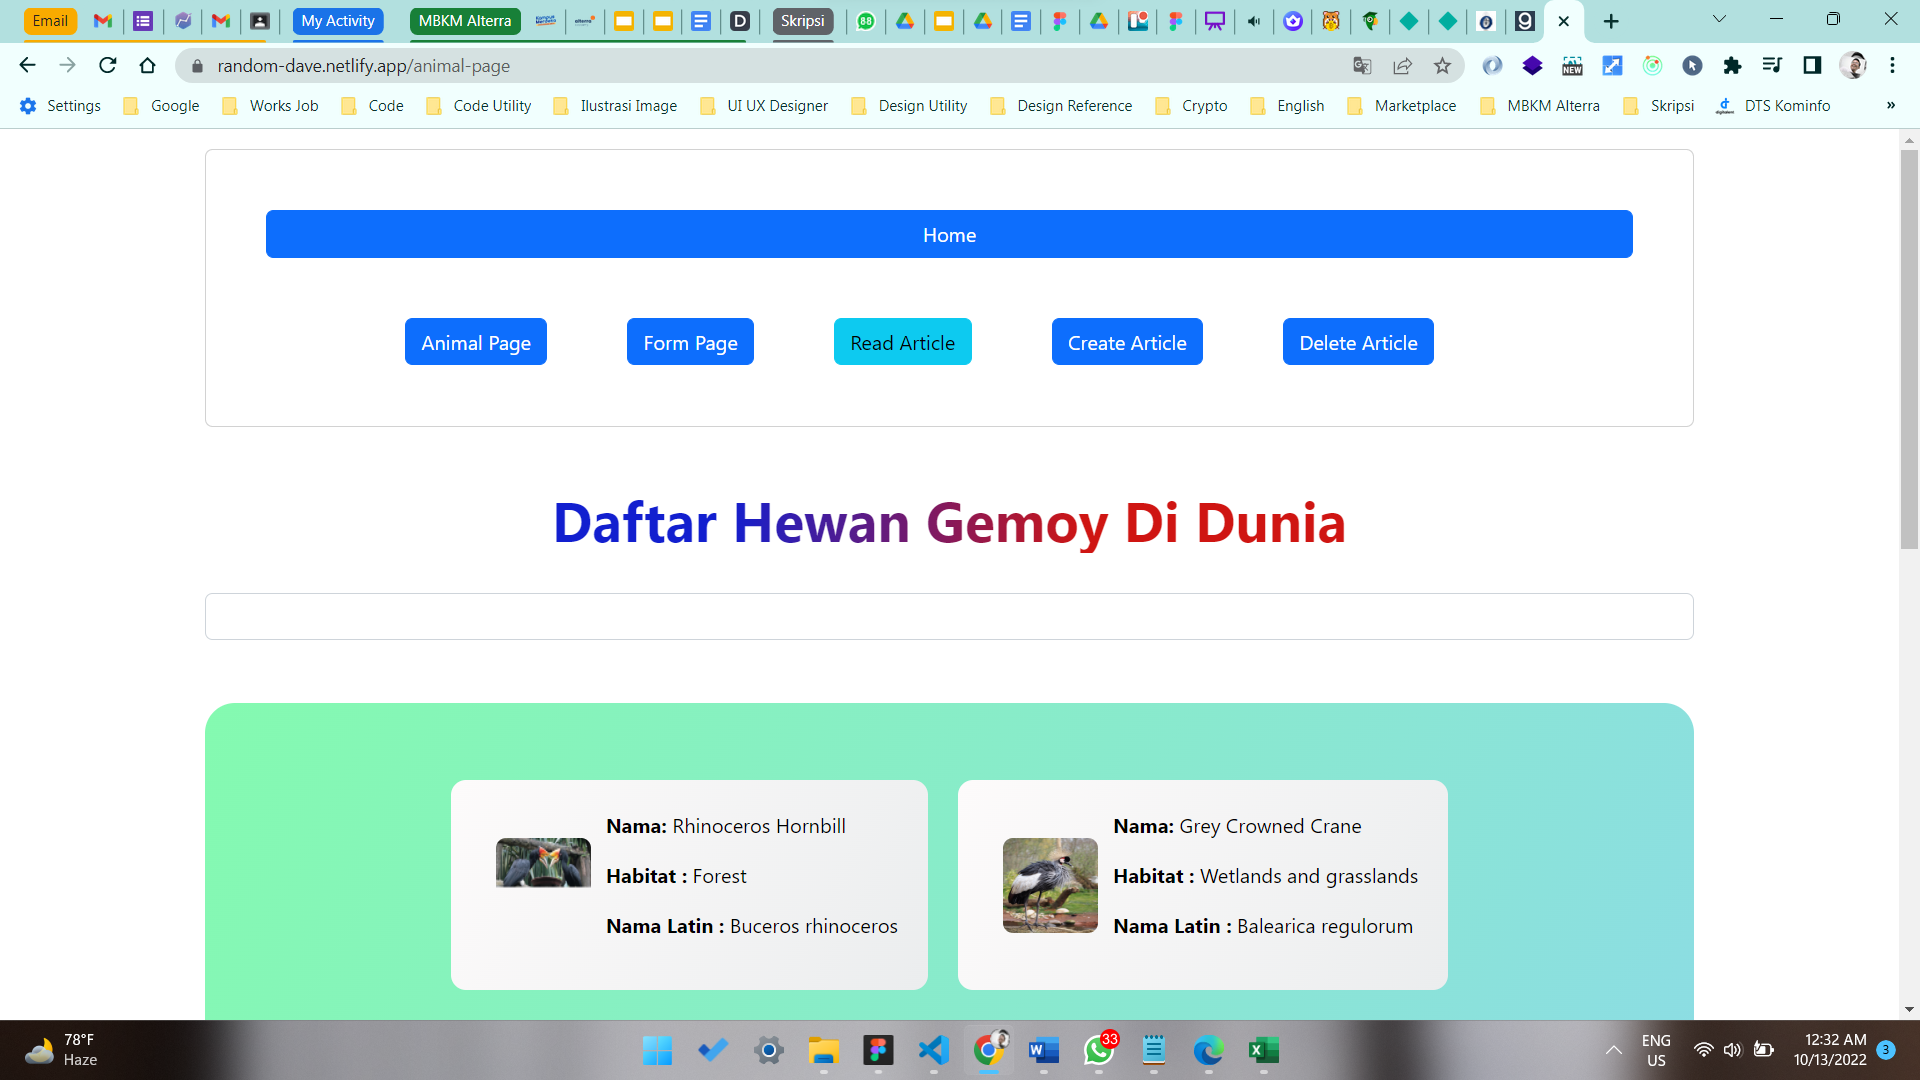 Email
My Activity
MBKM Alterra
Skripsi
88
random-dave.netlify.app/animal-page
NEW
Settings
Google
Works Job
Code
Code Utility
Ilustrasi Image
UI UX Designer
Design Utility
Design Reference
Crypto
English
Marketplace
MBKM Alterra
Skripsi
DTS Kominfo
»
Home
Animal Page
Form Page
Read Article
Create Article
Delete Article
Daftar Hewan Gemoy Di Dunia
Nama: Rhinoceros Hornbill
Habitat : Forest
Nama Latin : Buceros rhinoceros
Nama: Grey Crowned Crane
Habitat : Wetlands and grasslands
Nama Latin : Balearica regulorum
78°F
Haze
33
ENG
US
12:32 AM
10/13/2022
3